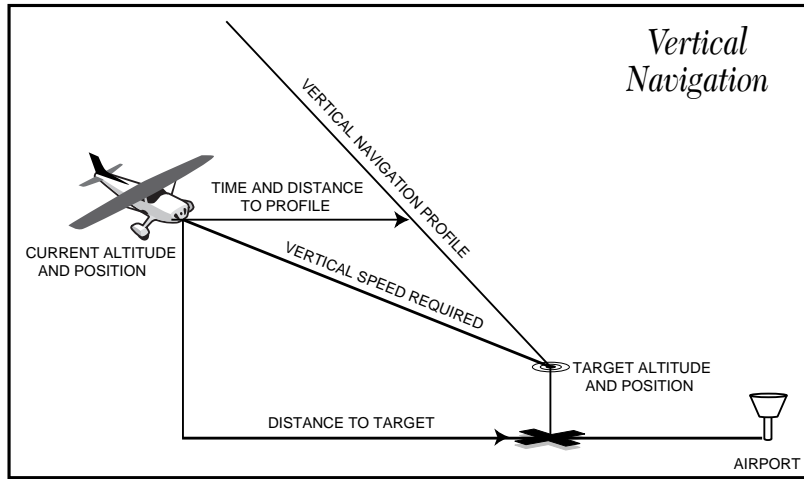 Vertical
Navigation
VERTICAL NAVIGATION PROFILE
TIME AND DISTANCE
TO PROFILE
CURRENT ALTITUDE
AND POSITION
VERTICAL SPEED REQUIRED
TARGET ALTITUDE
AND POSITION
DISTANCE TO TARGET
AIRPORT